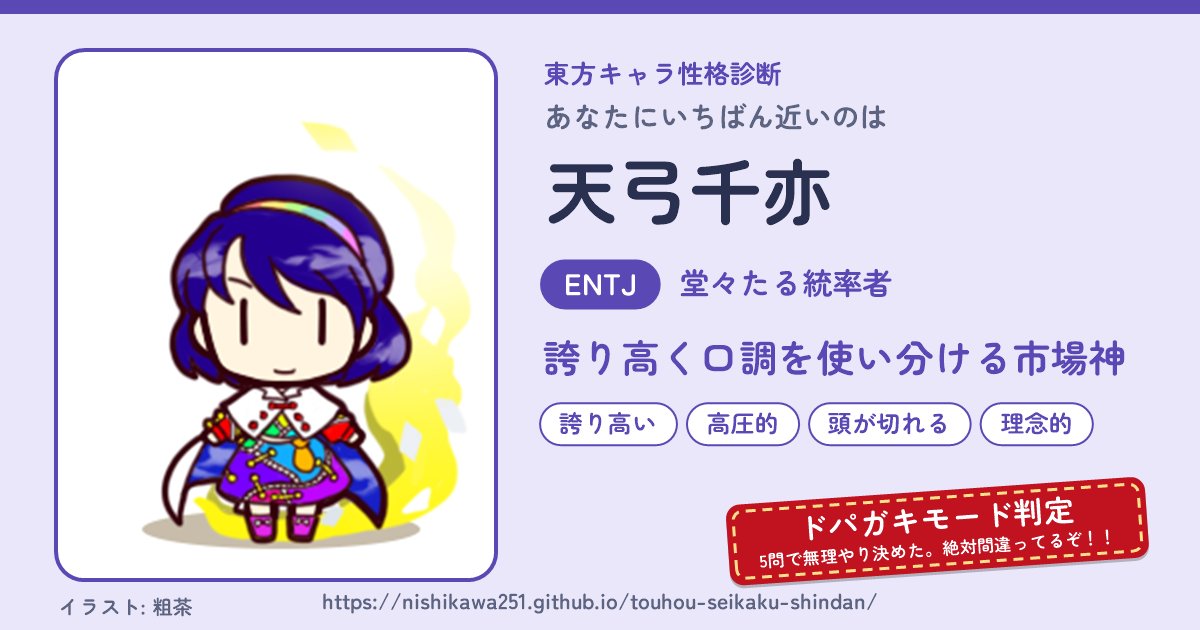 東方キャラ性格診断
あなたにいちばん近いのは
天弓千亦
ENTJ 堂々たる統率者
誇り高く口調を使い分ける市場神
誇り高い 高圧的 頭が切れる 理念的
ドパガキモード判定
5問で無理やり決めた。絶対間違ってるぞ！！
イラスト: 粗茶
https://nishikawa251.github.io/touhou-seikaku-shindan/